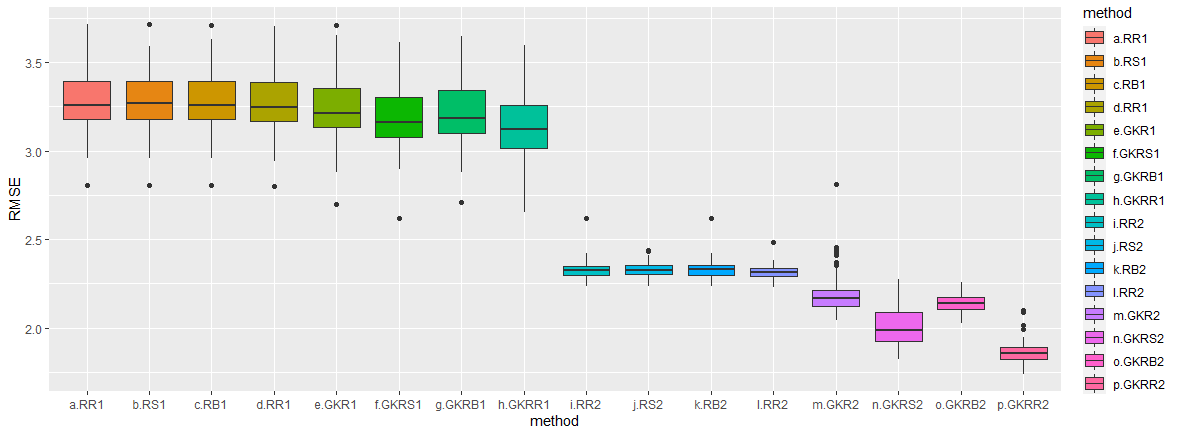 RMSE
3.5
3.0
2.5
2.0
a.RR1 b.RS1 c.RB1 d.RR1 e.GKR1 f.GKRS1 g.GKRB1 h.GKRR1 i.RR2 j.RS2 k.RB2 l.RR2 m.GKR2 n.GKRS2 o.GKRB2 p.GKRR2
method
method
a.RR1
b.RS1
c.RB1
d.RR1
e.GKR1
f.GKRS1
g.GKRB1
h.GKRR1
i.RR2
j.RS2
k.RB2
l.RR2
m.GKR2
n.GKRS2
o.GKRB2
p.GKRR2